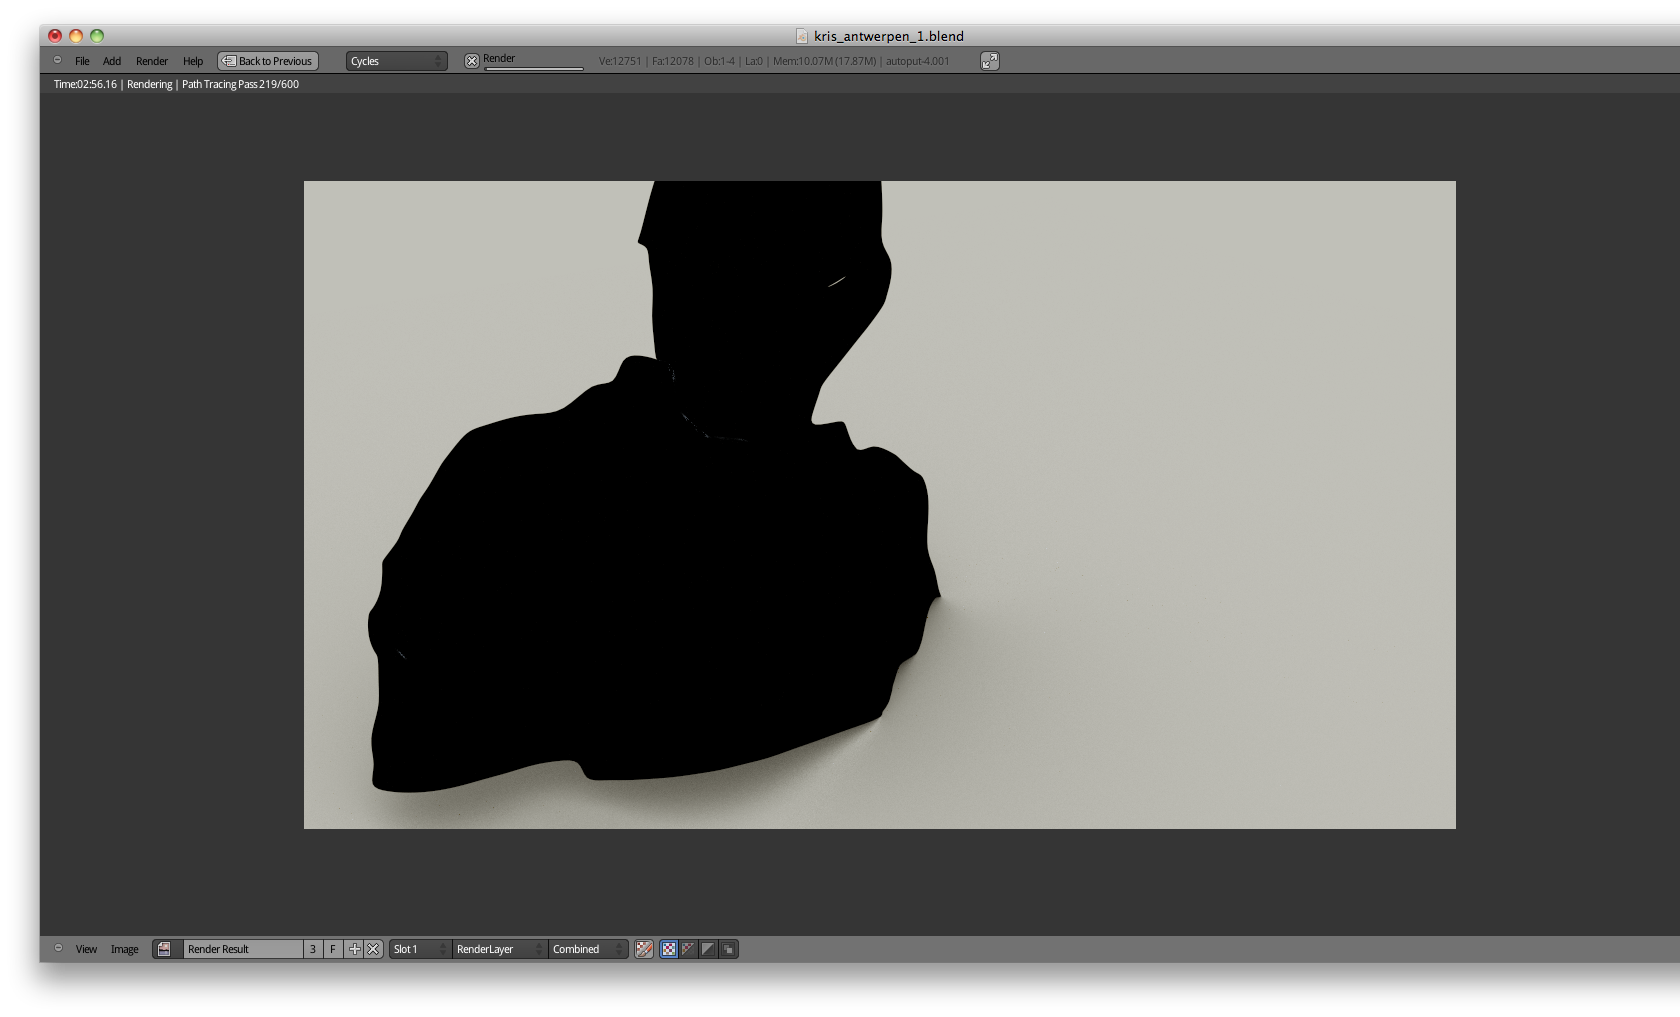 kris_antwerpen_1.blend
File Add Render Help Back to Previous Cycles Render Ve:12751 | Fa:12078 | Ob:1-4 | La:0 | Mem:10.07M (17.87M) | autoput-4.001
Time:02:56.16 | Rendering | Path Tracing Pass 219/600
View Image Render Result 3 F Slot 1 RenderLayer Combined